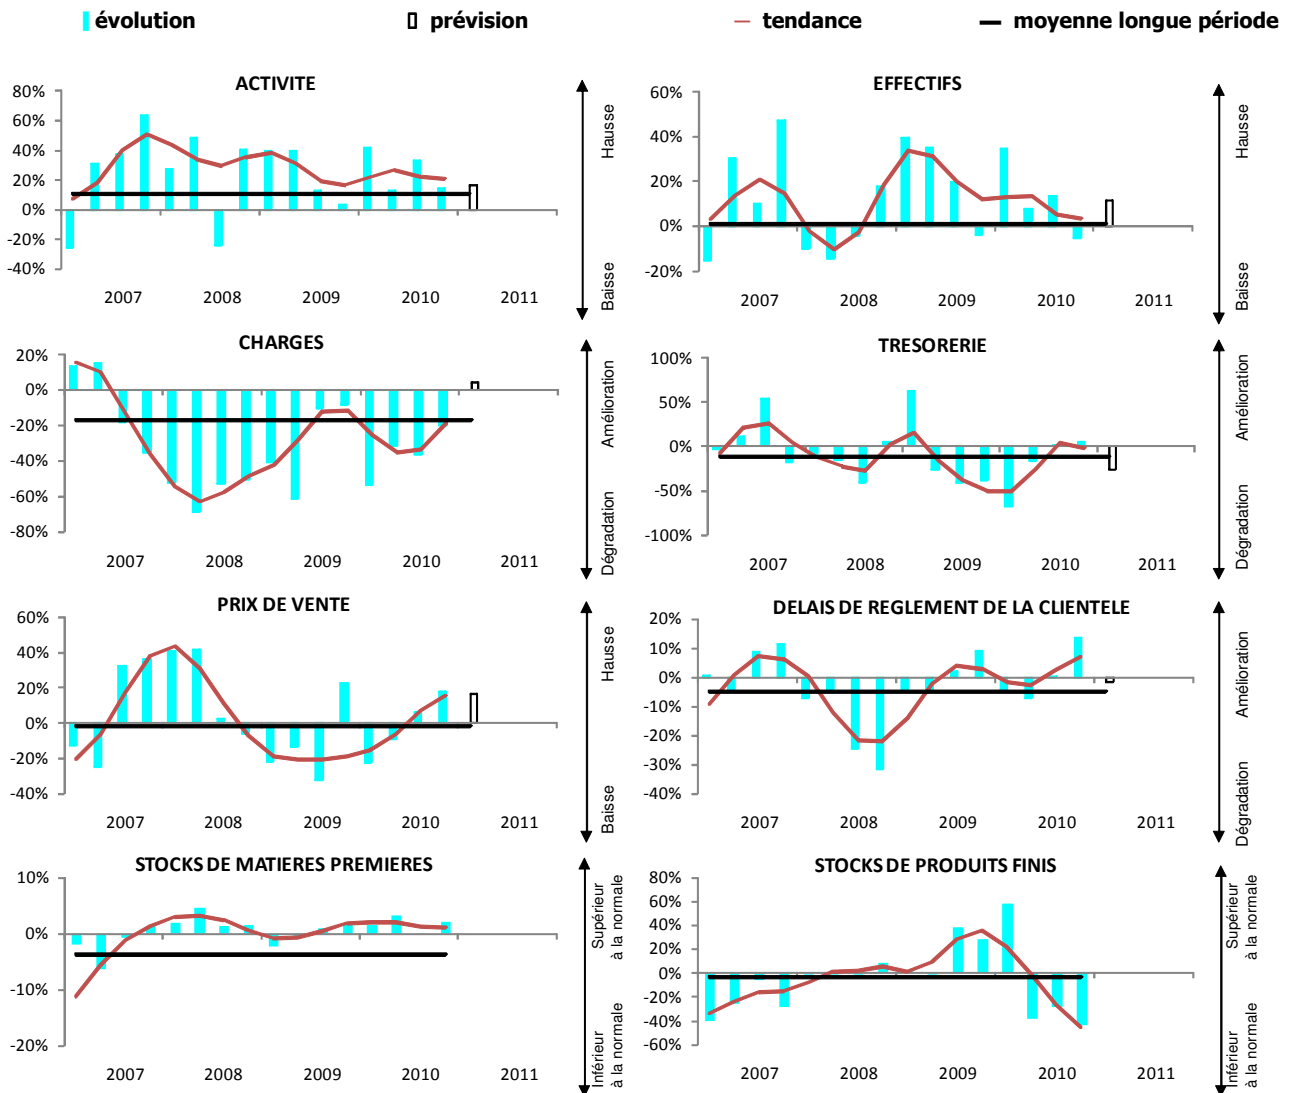 évolution prévision tendance moyenne longue période
ACTIVITE
80%
60%
40%
20%
0%
-20%
-40%
2007 2008 2009 2010 2011
Hausse
Baisse
EFFECTIFS
60%
40%
20%
0%
-20%
2007 2008 2009 2010 2011
Hausse
Baisse
CHARGES
20%
0%
-20%
-40%
-60%
-80%
2007 2008 2009 2010 2011
Amélioration
Dégradation
TRESORERIE
100%
50%
0%
-50%
-100%
2007 2008 2009 2010 2011
Amélioration
Dégradation
PRIX DE VENTE
60%
40%
20%
0%
-20%
-40%
2007 2008 2009 2010 2011
Hausse
Baisse
DELAIS DE REGLEMENT DE LA CLIENTELE
20%
10%
0%
-10%
-20%
-30%
-40%
2007 2008 2009 2010 2011
Amélioration
Dégradation
STOCKS DE MATIERES PREMIERES
10%
0%
-10%
-20%
2007 2008 2009 2010 2011
Supérieur
à la normale
Inférieur
à la normale
STOCKS DE PRODUITS FINIS
80%
60%
40%
20%
0%
-20%
-40%
-60%
2007 2008 2009 2010 2011
Supérieur
à la normale
Inférieur
à la normale